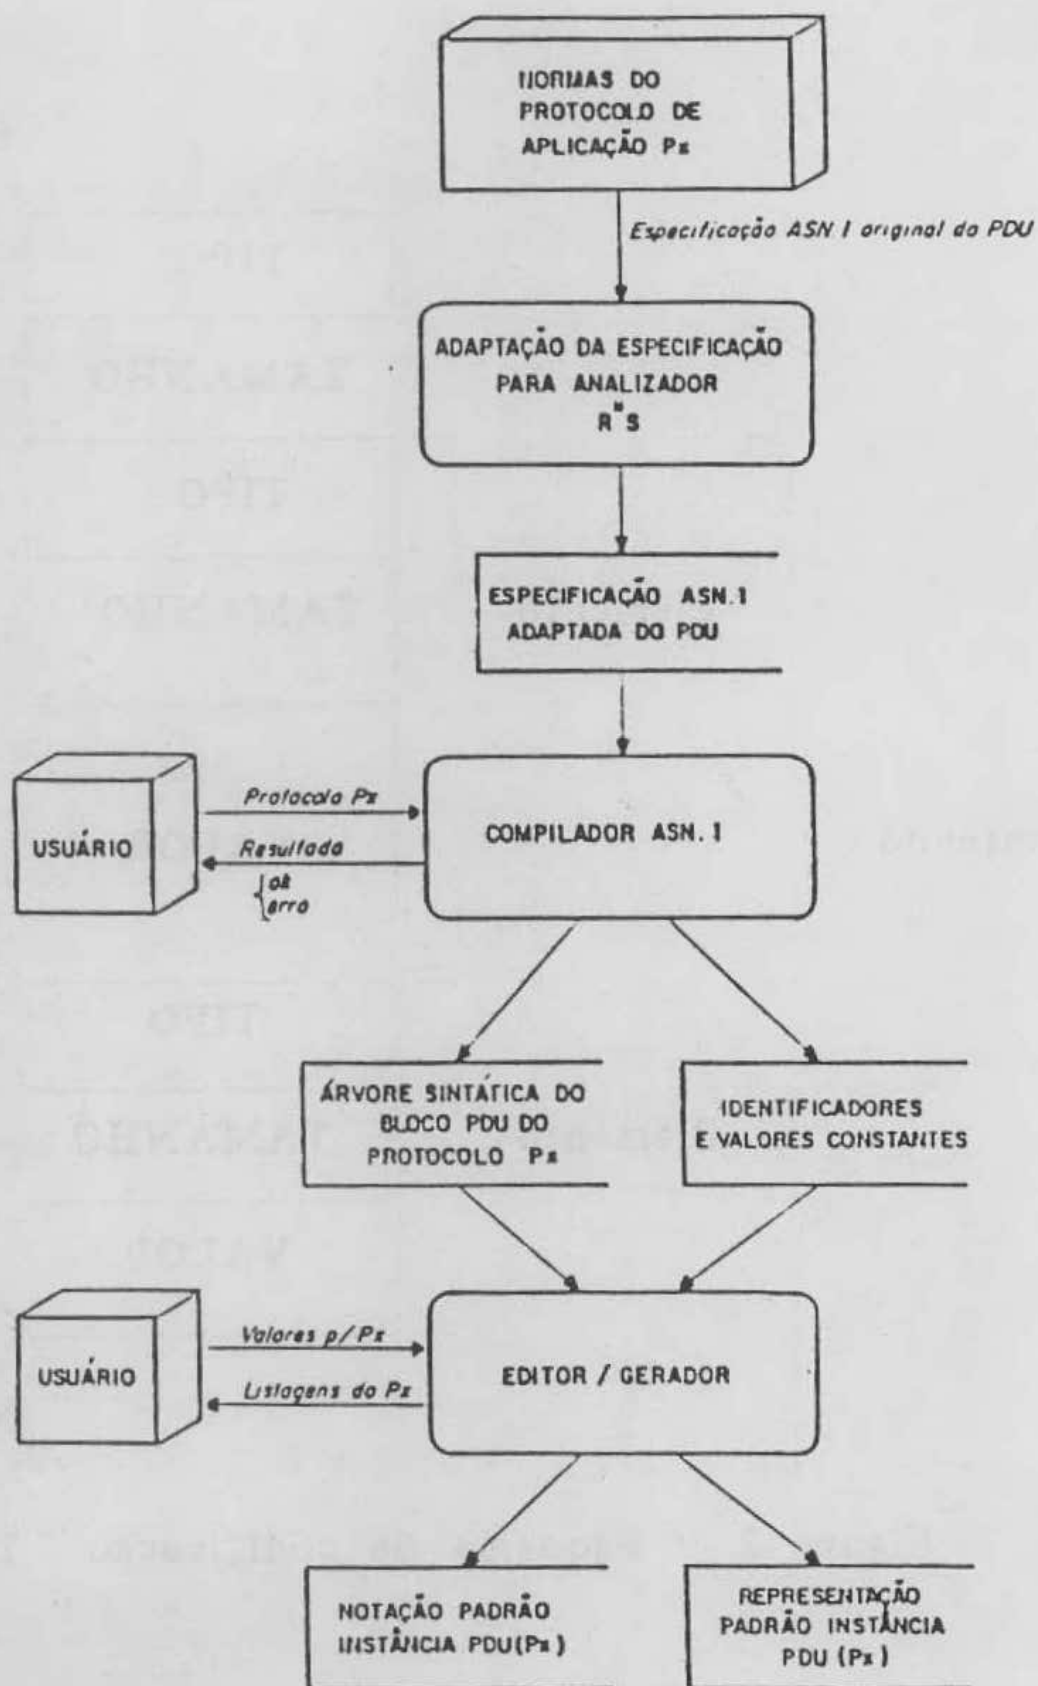 NORMAS DO
PROTOCOLO DE
APLICAÇÃO Px
Especificação ASN.1 original do PDU
ADAPTAÇÃO DA ESPECIFICAÇÃO
PARA ANALIZADOR
R*S
ESPECIFICAÇÃO ASN.1
ADAPTADA DO PDU
USUÁRIO
Protocolo Px
Resultado
ok
erro
COMPILADOR ASN.1
ÁRVORE SINTÁTICA DO
BLOCO PDU DO
PROTOCOLO Px
IDENTIFICADORES
E VALORES CONSTANTES
USUÁRIO
Valores p/Px
Listagens do Px
EDITOR / GERADOR
NOTAÇÃO PADRÃO
INSTÂNCIA PDU(Px)
REPRESENTAÇÃO
PADRÃO INSTÂNCIA
PDU (Px)